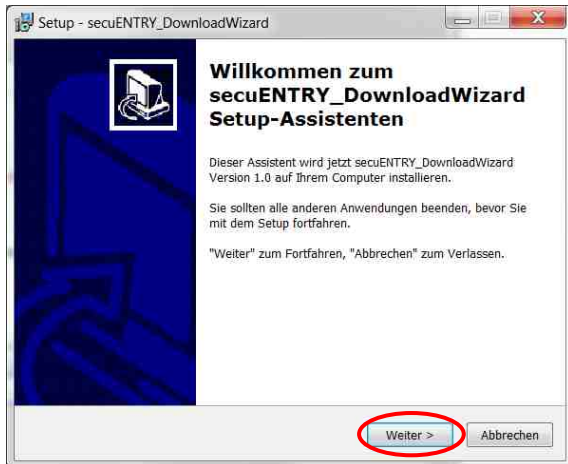 Setup - secuENTRY_DownloadWizard
Willkommen zum
secuENTRY_DownloadWizard
Setup-Assistenten
Dieser Assistent wird jetzt secuENTRY_DownloadWizard
Version 1.0 auf Ihrem Computer installieren.
Sie sollten alle anderen Anwendungen beenden, bevor Sie
mit dem Setup fortfahren.
"Weiter" zum Fortfahren, "Abbrechen" zum Verlassen.
Weiter > Abbrechen